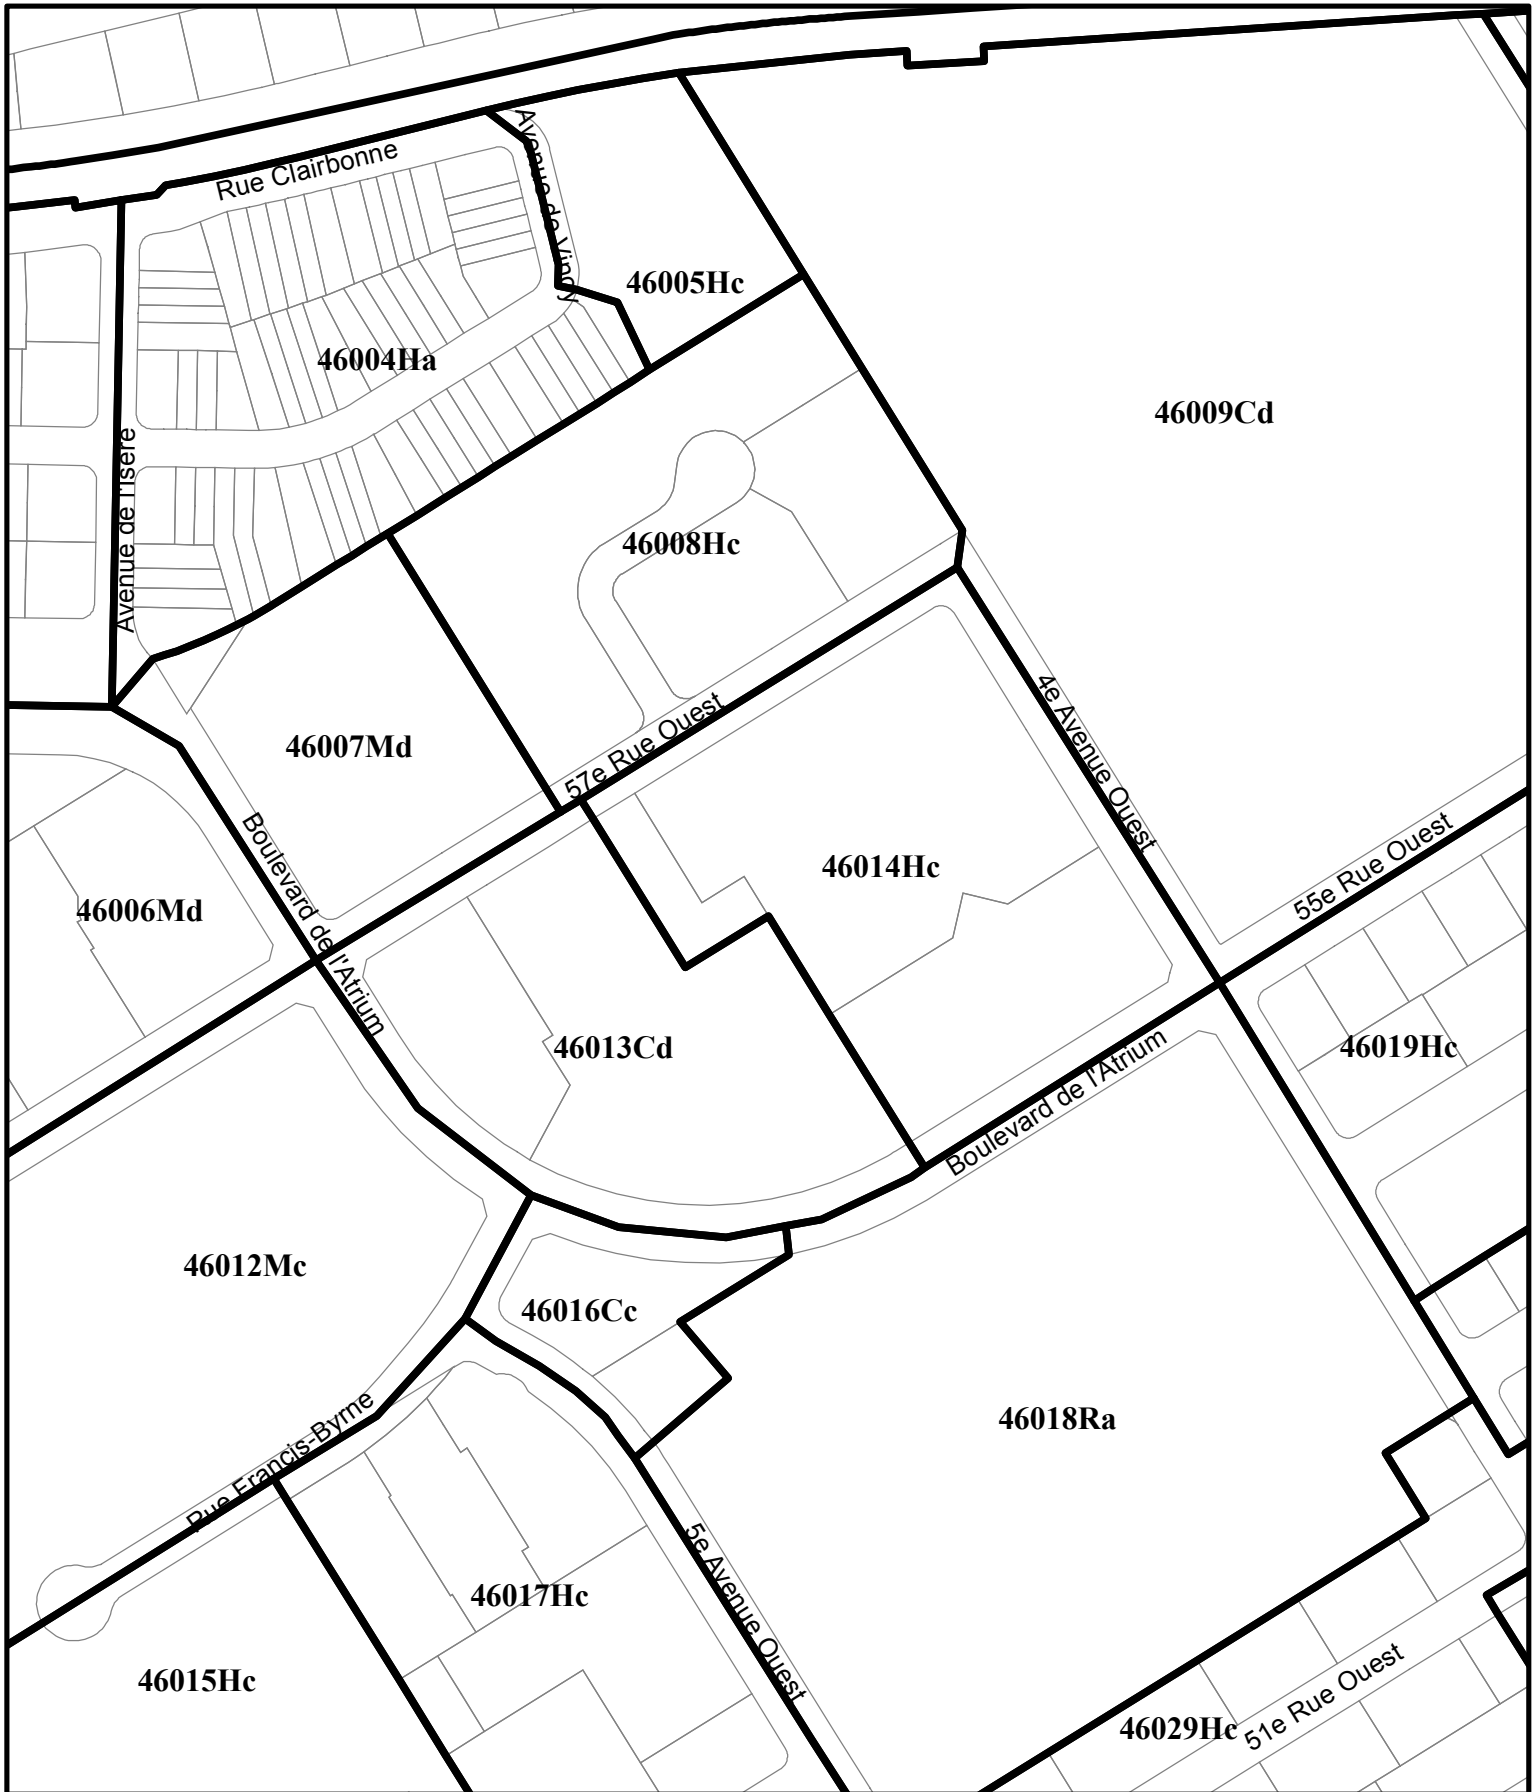 Rue Clairbonne
Avenue de Vinoy
46005Hc
46004Ha
46009Cd
Avenue de l'Isère
46008Hc
46007Md
57e Rue Ouest
4e Avenue Ouest
46014Hc
55e Rue Ouest
46006Md
Boulevard de l'Atrium
46013Cd
46019Hc
Boulevard de l'Atrium
46012Mc
46016Cc
46018Ra
Rue Francis-Byrne
46017Hc
5e Avenue Ouest
46015Hc
46029Hc
51e Rue Ouest